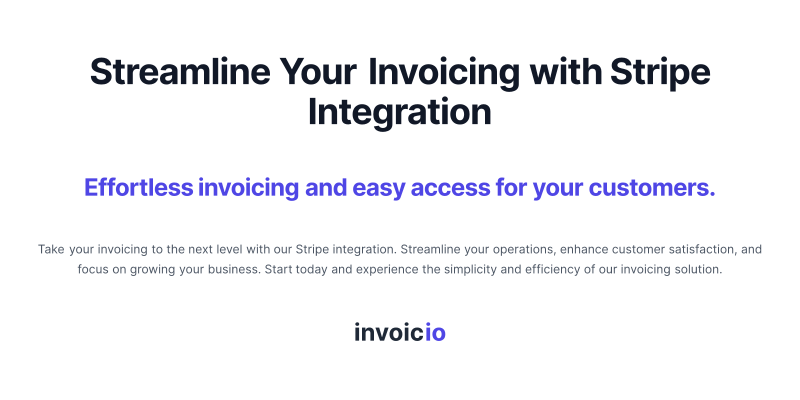 Streamline Your Invoicing with Stripe
Integration
Effortless invoicing and easy access for your customers.
Take your invoicing to the next level with our Stripe integration. Streamline your operations, enhance customer satisfaction, and
focus on growing your business. Start today and experience the simplicity and efficiency of our invoicing solution.
invoicio